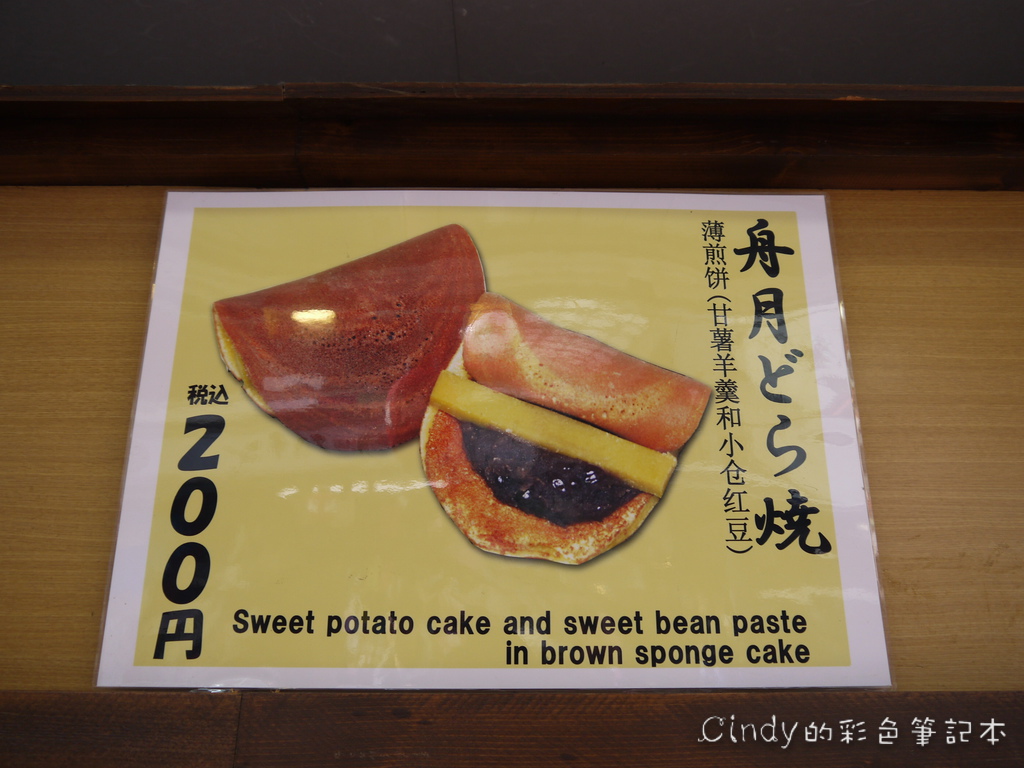 舟月どら焼
薄煎饼(甘薯羊羹和小仓红豆)
税込
200円
Sweet potato cake and sweet bean paste
in brown sponge cake
Cindy的彩色筆記本